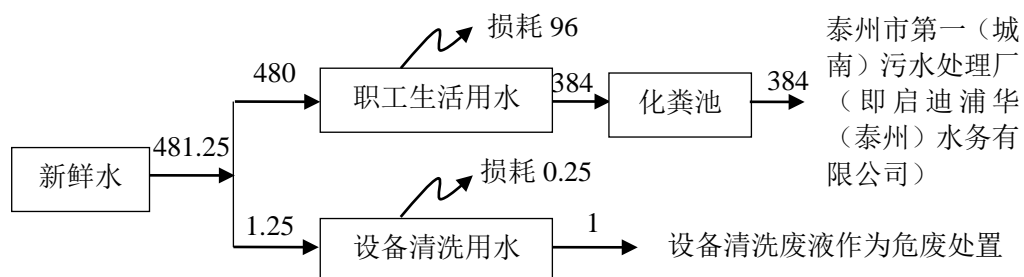 损耗 96
泰州市第一（城
南）污水处理厂
（即启迪浦华
（泰州）水务有
限公司）
480
职工生活用水
384
化粪池
384
新鲜水
481.25
损耗 0.25
1.25
设备清洗用水
1
设备清洗废液作为危废处置